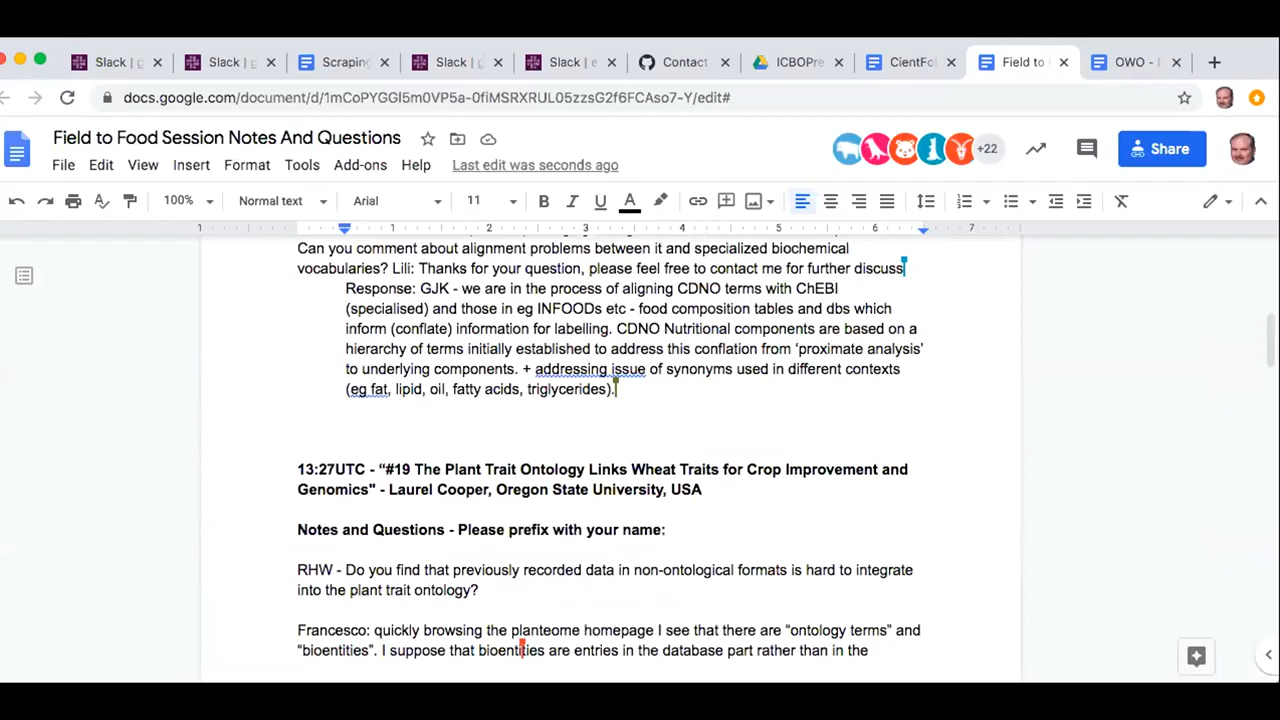 Slack | g
Slack | g
Scraping
Slack | g
Slack | e
Contact
ICBOPre
CientFol
Field to
OWO -
docs.google.com/document/d/1mCoPYGGl5m0VP5a-0fiMSRXRUL05zzsG2f6FCAso7-Y/edit#
Field to Food Session Notes And Questions
+22
Share
File Edit View Insert Format Tools Add-ons Help Last edit was seconds ago
100% Normal text Arial 11 B I U A
1 1 2 3 4 5 6 7
Can you comment about alignment problems between it and specialized biochemical
vocabularies? Lili: Thanks for your question, please feel free to contact me for further discuss
Response: GJK - we are in the process of aligning CDNO terms with ChEBI
(specialised) and those in eg INFOODs etc - food composition tables and dbs which
inform (conflate) information for labelling. CDNO Nutritional components are based on a
hierarchy of terms initially established to address this conflation from ‘proximate analysis’
to underlying components. + addressing issue of synonyms used in different contexts
(eg fat, lipid, oil, fatty acids, triglycerides).
13:27UTC - “#19 The Plant Trait Ontology Links Wheat Traits for Crop Improvement and
Genomics" - Laurel Cooper, Oregon State University, USA
Notes and Questions - Please prefix with your name:
RHW - Do you find that previously recorded data in non-ontological formats is hard to integrate
into the plant trait ontology?
Francesco: quickly browsing the planteome homepage I see that there are “ontology terms” and
“bioentities”. I suppose that bioentities are entries in the database part rather than in the